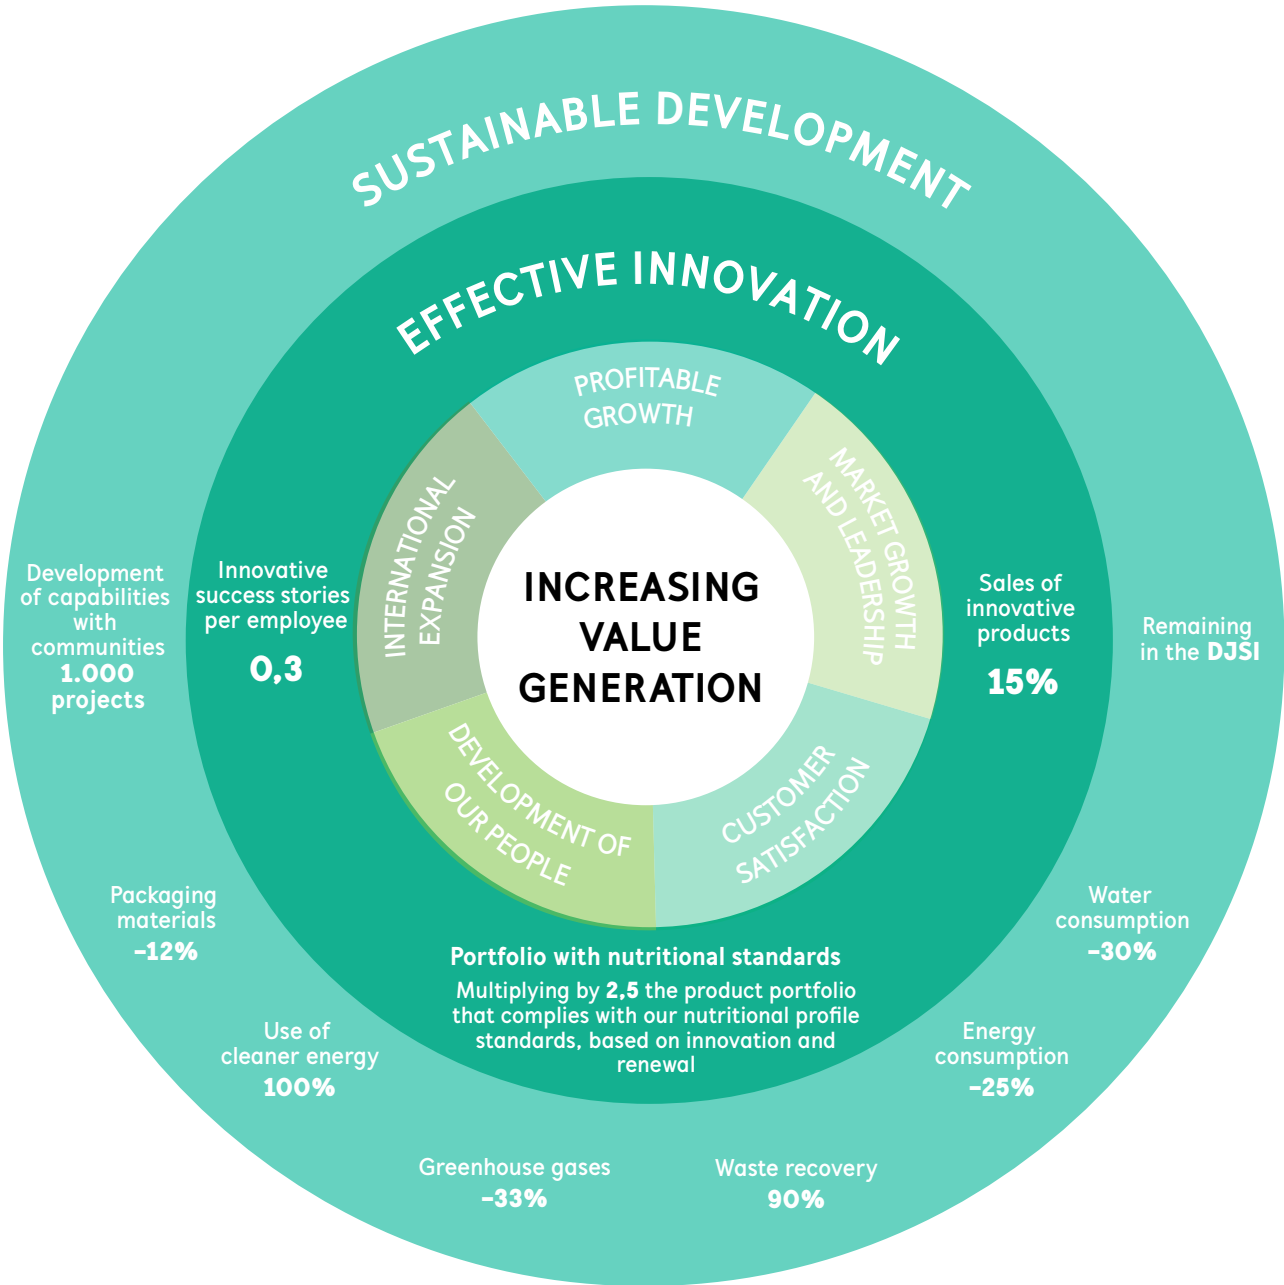 SUSTAINABLE DEVELOPMENT
EFFECTIVE INNOVATION
PROFITABLE
GROWTH
MARKET GROWTH
AND LEADERSHIP
CUSTOMER
SATISFACTION
DEVELOPMENT OF
OUR PEOPLE
INTERNATIONAL
EXPANSION
INCREASING
VALUE
GENERATION
Development
of capabilities
with
communities
1.000
projects
Innovative
success stories
per employee
0,3
Sales of
innovative
products
15%
Remaining
in the DJSI
Packaging
materials
-12%
Use of
cleaner energy
100%
Greenhouse gases
-33%
Waste recovery
90%
Energy
consumption
-25%
Water
consumption
-30%
Portfolio with nutritional standards
Multiplying by 2,5 the product portfolio
that complies with our nutritional profile
standards, based on innovation and
renewal